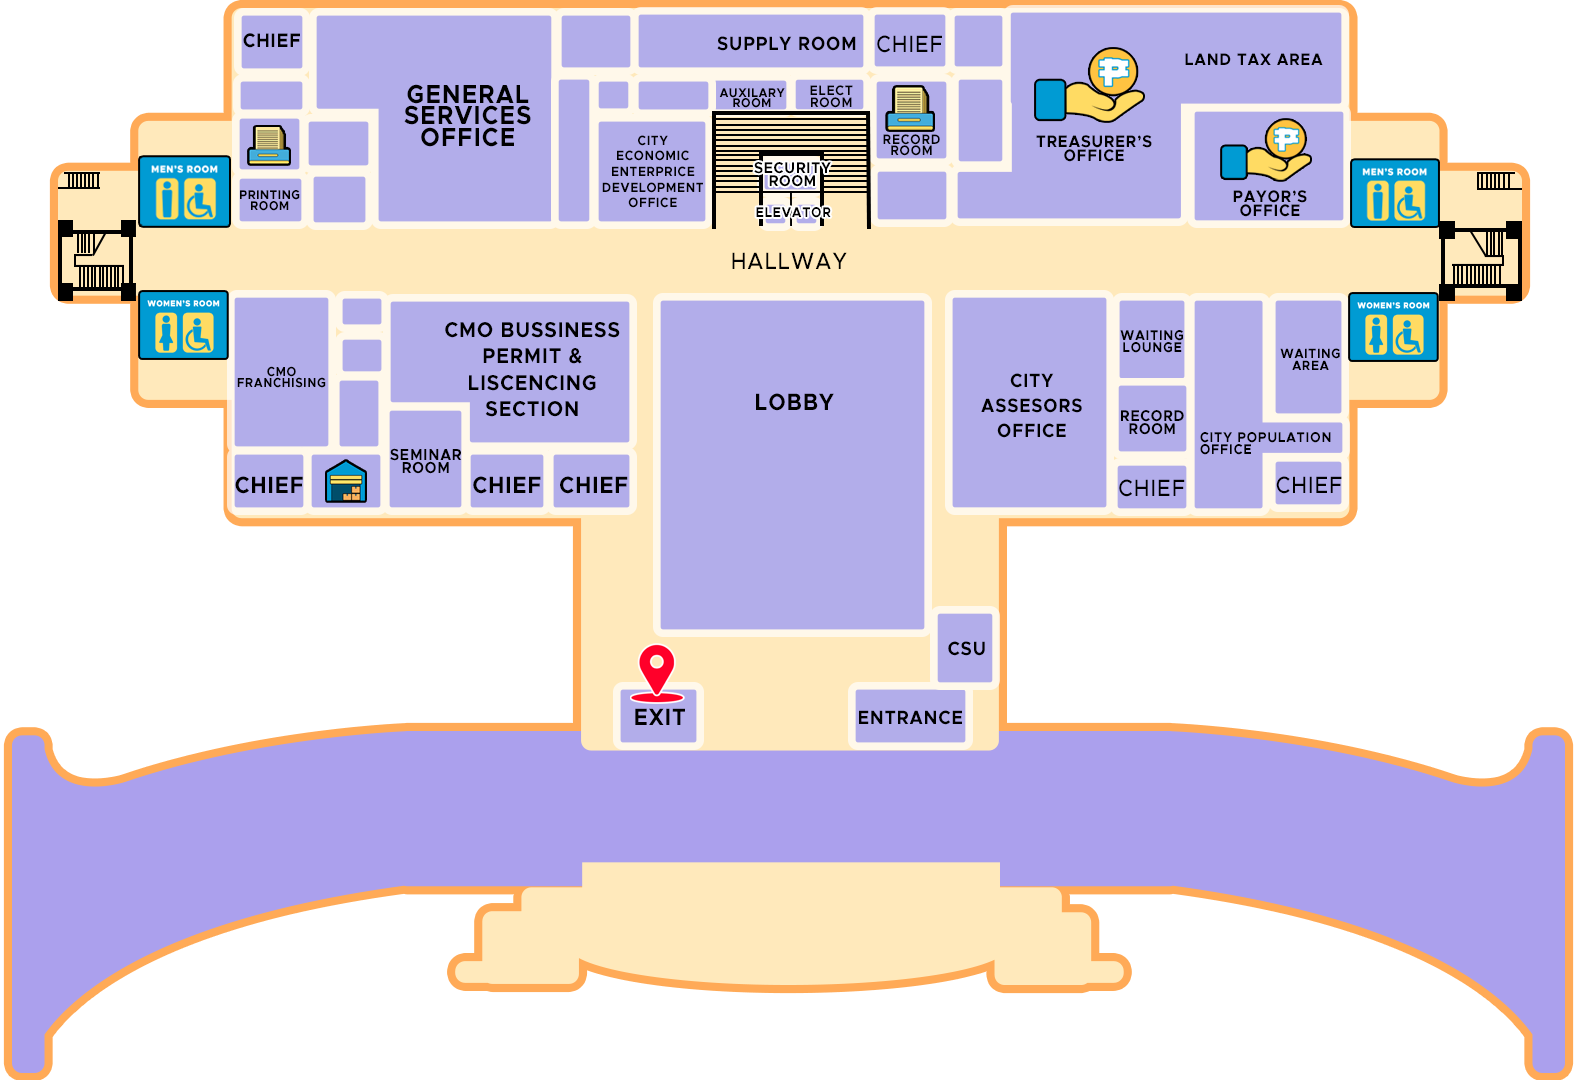 CHIEF
GENERAL
SERVICES
OFFICE
SUPPLY ROOM
CHIEF
LAND TAX AREA
AUXILARY
ROOM
ELECT
ROOM
CITY
ECONOMIC
ENTERPRICE
DEVELOPMENT
OFFICE
RECORD
ROOM
TREASURER'S
OFFICE
SECURITY
ROOM
ELEVATOR
MEN'S ROOM
PRINTING
ROOM
PAYOR'S
OFFICE
MEN'S ROOM
HALLWAY
WOMEN'S ROOM
CMO
FRANCHISING
CMO BUSSINESS
PERMIT &
LISCENCING
SECTION
LOBBY
CITY
ASSESORS
OFFICE
WAITING
LOUNGE
WAITING
AREA
WOMEN'S ROOM
RECORD
ROOM
CITY POPULATION
OFFICE
SEMINAR
ROOM
CHIEF
CHIEF
CHIEF
CHIEF
CHIEF
CSU
EXIT
ENTRANCE